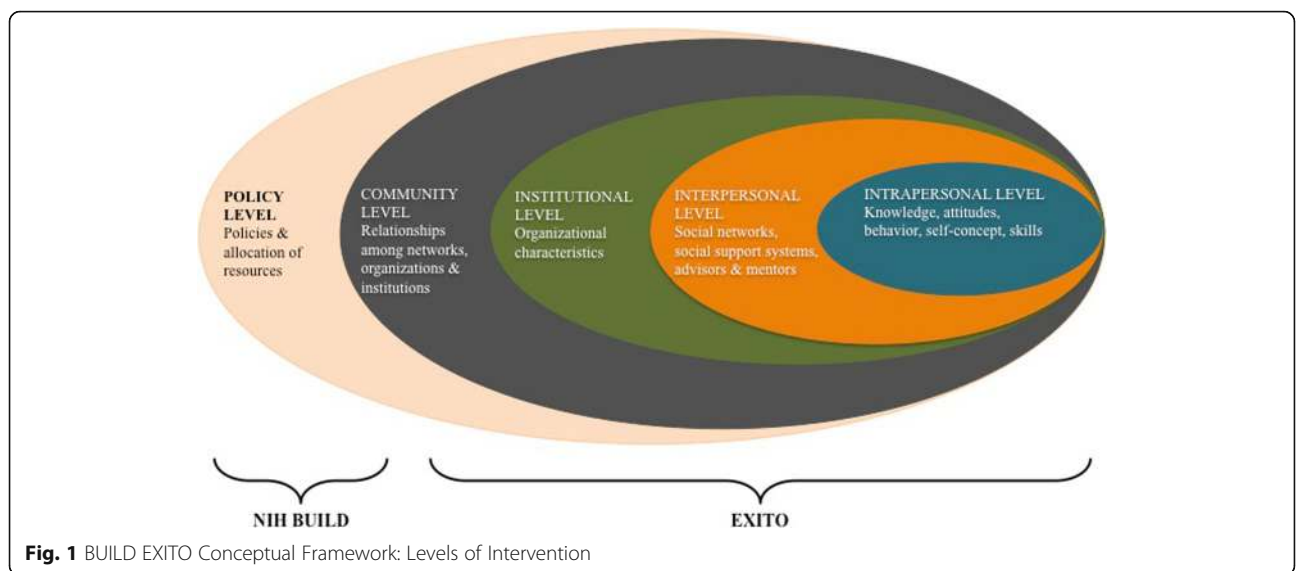 POLICY
LEVEL
Policies &
allocation of
resources
COMMUNITY
LEVEL
Relationships
among networks,
organizations &
institutions
INSTITUTIONAL
LEVEL
Organizational
characteristics
INTERPERSONAL
LEVEL
Social networks,
social support systems,
advisors & mentors
INTRAPERSONAL LEVEL
Knowledge, attitudes,
behavior, self-concept, skills
NIH BUILD
EXITO
Fig. 1 BUILD EXITO Conceptual Framework: Levels of Intervention